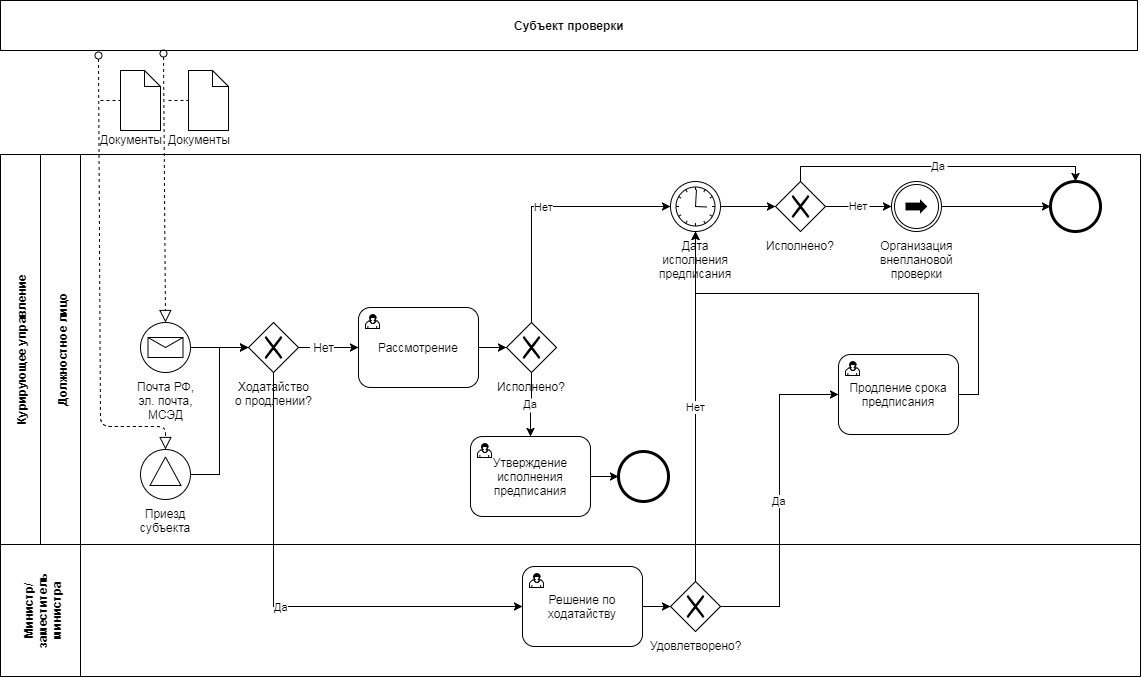 Субъект проверки
Документы
Документы
Курирующее управление
Должностное лицо
Да
Нет
Нет
Дата
исполнения
предписания
Исполнено?
Организация
внеплановой
проверки
Нет
Рассмотрение
Почта РФ,
эл. почта,
МСЭД
Ходатайство
о продлении?
Исполнено?
Да
Продление срока
предписания
Нет
Утверждение
исполнения
предписания
Да
Приезд
субъекта
Министр/
заместитель
министра
Да
Решение по
ходатайству
Удовлетворено?